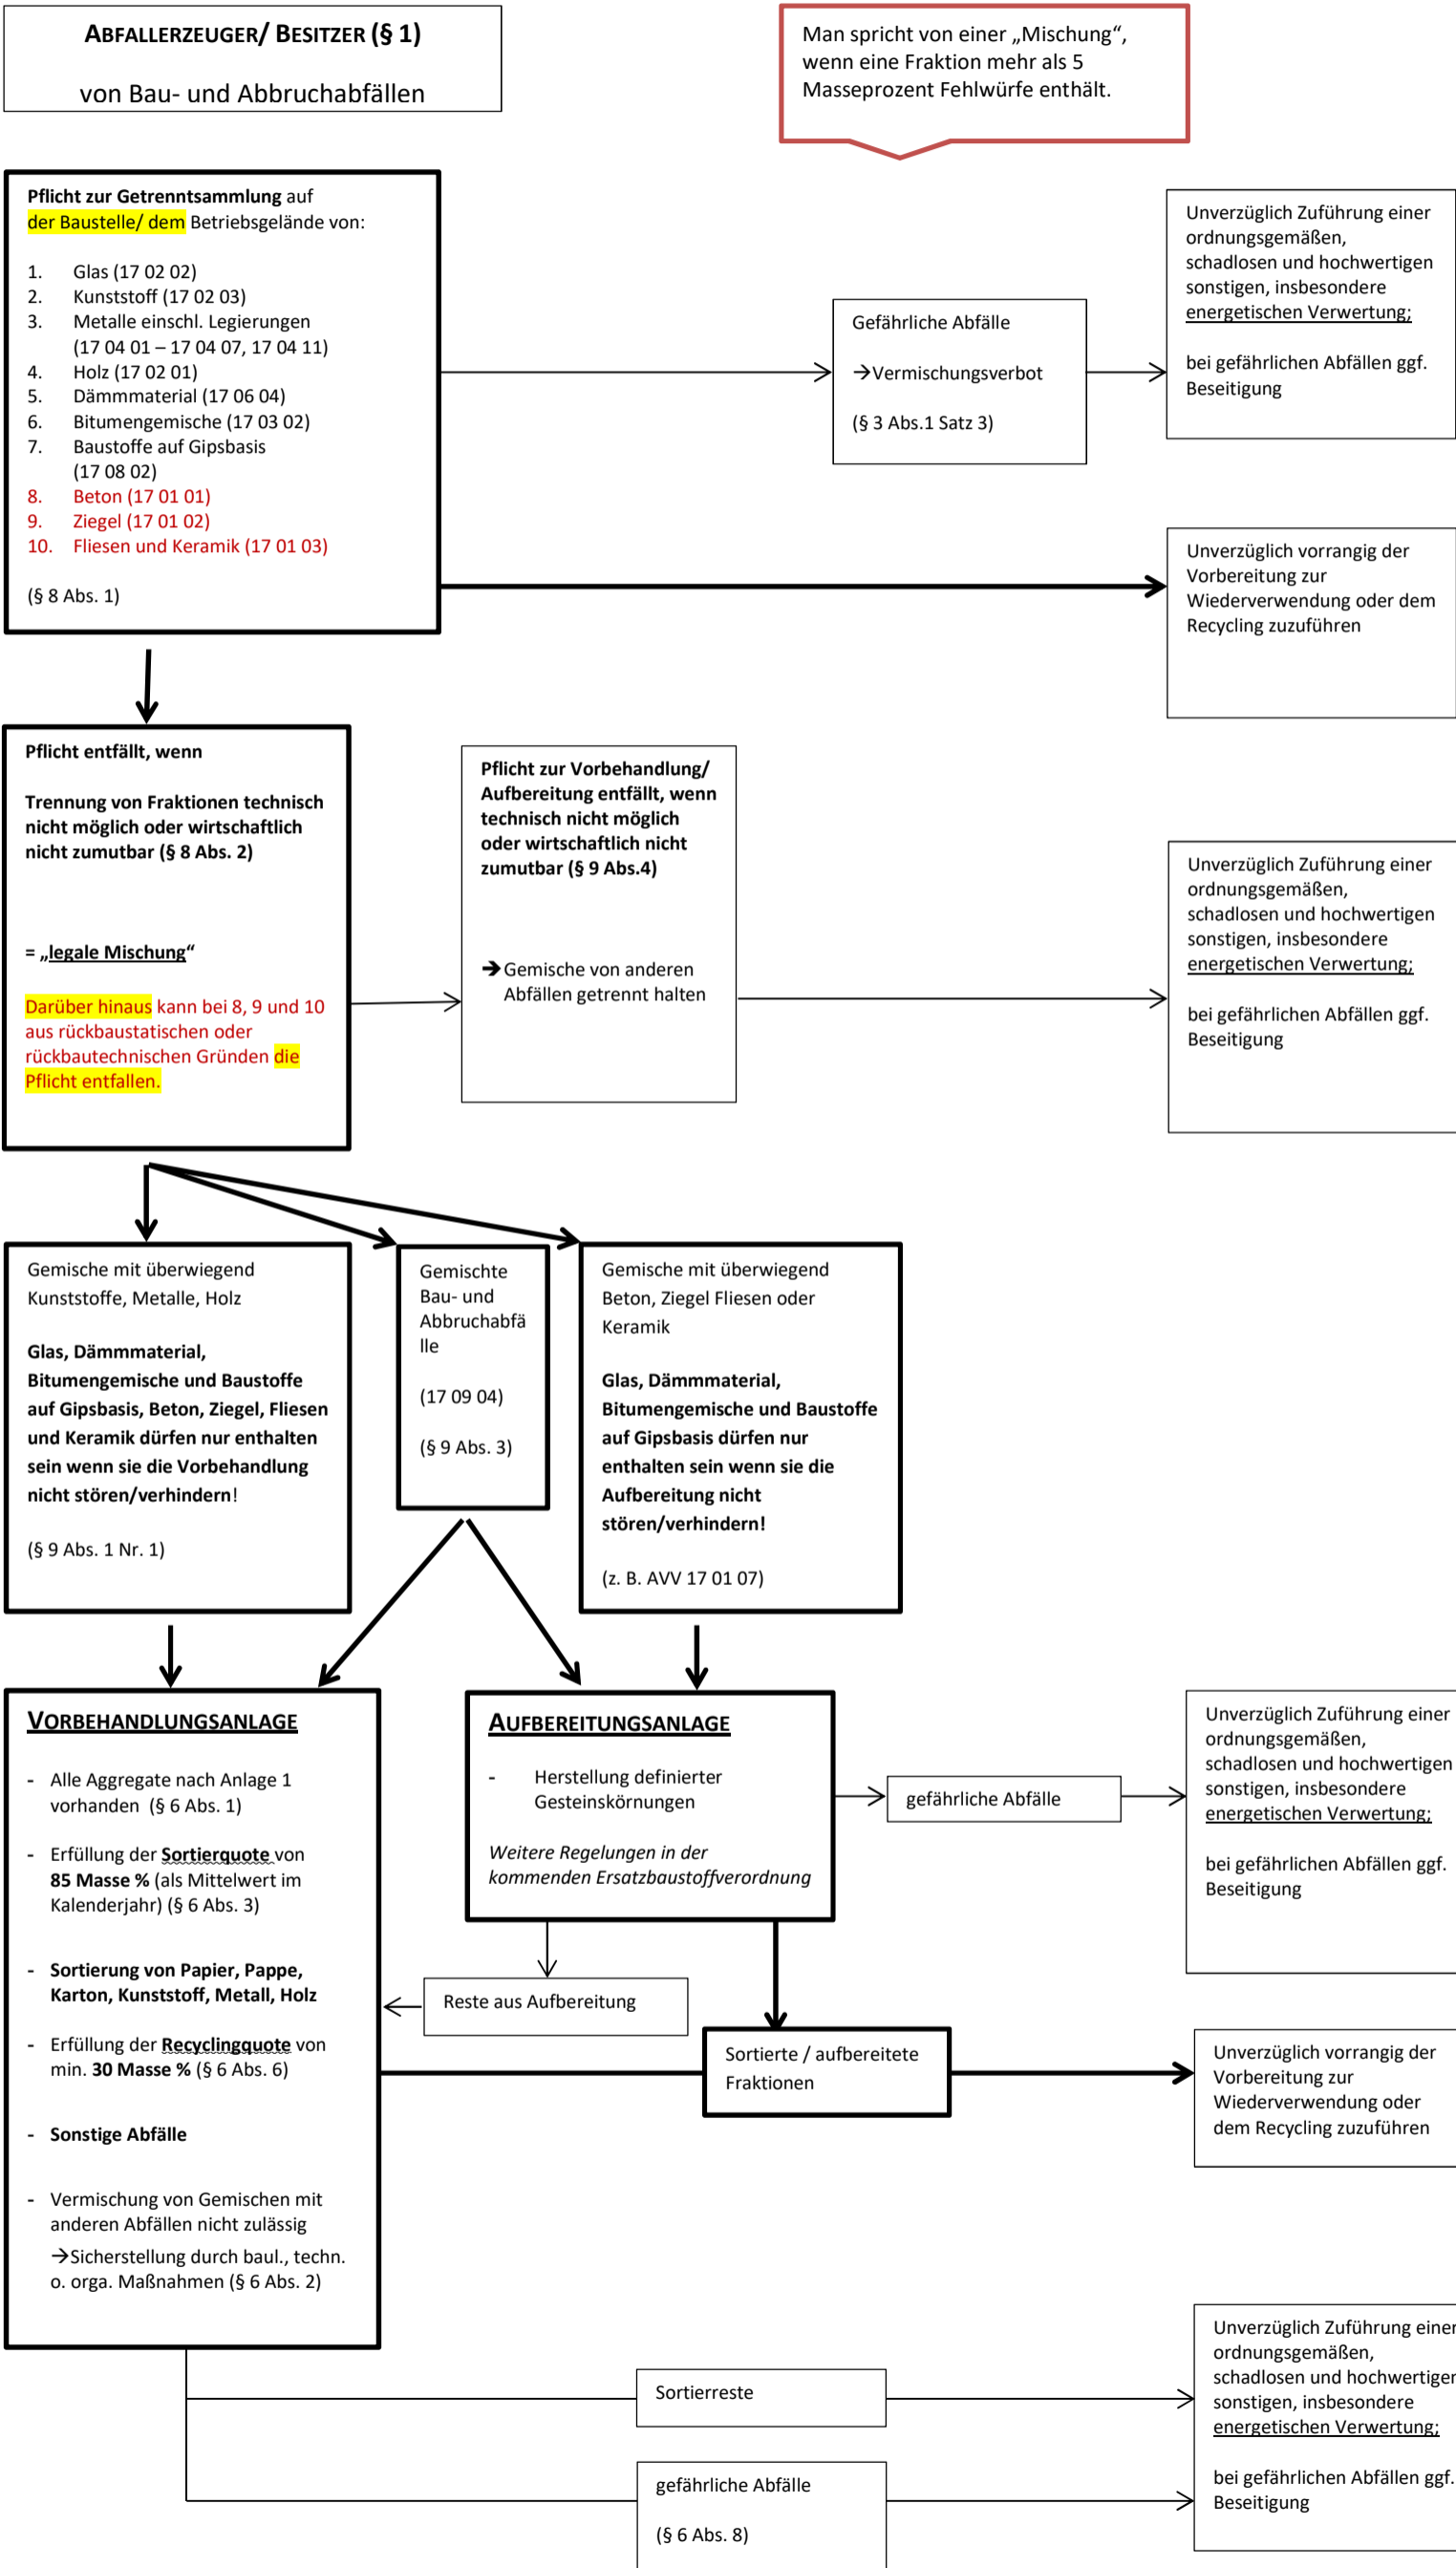 ABFALLERZEUGER/ BESITZER (§ 1)
von Bau- und Abbruchabfällen
Man spricht von einer „Mischung“,
wenn eine Fraktion mehr als 5
Masseprozent Fehlwürfe enthält.
Pflicht zur Getrenntsammlung auf
der Baustelle/ dem Betriebsgelände von:
1. Glas (17 02 02)
2. Kunststoff (17 02 03)
3. Metalle einschl. Legierungen
(17 04 01 – 17 04 07, 17 04 11)
4. Holz (17 02 01)
5. Dämmmaterial (17 06 04)
6. Bitumengemische (17 03 02)
7. Baustoffe auf Gipsbasis
(17 08 02)
8. Beton (17 01 01)
9. Ziegel (17 01 02)
10. Fliesen und Keramik (17 01 03)
(§ 8 Abs. 1)
Gefährliche Abfälle
→Vermischungsverbot
(§ 3 Abs.1 Satz 3)
Unverzüglich Zuführung einer
ordnungsgemäßen,
schadlosen und hochwertigen
sonstigen, insbesondere
energetischen Verwertung;
bei gefährlichen Abfällen ggf.
Beseitigung
Unverzüglich vorrangig der
Vorbereitung zur
Wiederverwendung oder dem
Recycling zuzuführen
Pflicht entfällt, wenn
Trennung von Fraktionen technisch
nicht möglich oder wirtschaftlich
nicht zumutbar (§ 8 Abs. 2)
= „legale Mischung“
Darüber hinaus kann bei 8, 9 und 10
aus rückbaustatischen oder
rückbautechnischen Gründen die
Pflicht entfallen.
Pflicht zur Vorbehandlung/
Aufbereitung entfällt, wenn
technisch nicht möglich
oder wirtschaftlich nicht
zumutbar (§ 9 Abs.4)
→ Gemische von anderen
Abfällen getrennt halten
Unverzüglich Zuführung einer
ordnungsgemäßen,
schadlosen und hochwertigen
sonstigen, insbesondere
energetischen Verwertung;
bei gefährlichen Abfällen ggf.
Beseitigung
Gemische mit überwiegend
Kunststoffe, Metalle, Holz
Glas, Dämmmaterial,
Bitumengemische und Baustoffe
auf Gipsbasis, Beton, Ziegel, Fliesen
und Keramik dürfen nur enthalten
sein wenn sie die Vorbehandlung
nicht stören/verhindern!
(§ 9 Abs. 1 Nr. 1)
Gemischte
Bau- und
Abbruchabfä
lle
(17 09 04)
(§ 9 Abs. 3)
Gemische mit überwiegend
Beton, Ziegel Fliesen oder
Keramik
Glas, Dämmmaterial,
Bitumengemische und Baustoffe
auf Gipsbasis dürfen nur
enthalten sein wenn sie die
Aufbereitung nicht
stören/verhindern!
(z. B. AVV 17 01 07)
VORBEHANDLUNGSANLAGE
- Alle Aggregate nach Anlage 1
vorhanden (§ 6 Abs. 1)
- Erfüllung der Sortierquote von
85 Masse % (als Mittelwert im
Kalenderjahr) (§ 6 Abs. 3)
- Sortierung von Papier, Pappe,
Karton, Kunststoff, Metall, Holz
- Erfüllung der Recyclingquote von
min. 30 Masse % (§ 6 Abs. 6)
- Sonstige Abfälle
- Vermischung von Gemischen mit
anderen Abfällen nicht zulässig
→Sicherstellung durch baul., techn.
o. orga. Maßnahmen (§ 6 Abs. 2)
AUFBEREITUNGSANLAGE
- Herstellung definierter
Gesteinskörnungen
Weitere Regelungen in der
kommenden Ersatzbaustoffverordnung
gefährliche Abfälle
Unverzüglich Zuführung einer
ordnungsgemäßen,
schadlosen und hochwertigen
sonstigen, insbesondere
energetischen Verwertung;
bei gefährlichen Abfällen ggf.
Beseitigung
Reste aus Aufbereitung
Sortierte / aufbereitete
Fraktionen
Unverzüglich vorrangig der
Vorbereitung zur
Wiederverwendung oder
dem Recycling zuzuführen
Sortierreste
gefährliche Abfälle
(§ 6 Abs. 8)
Unverzüglich Zuführung einer
ordnungsgemäßen,
schadlosen und hochwertigen
sonstigen, insbesondere
energetischen Verwertung;
bei gefährlichen Abfällen ggf.
Beseitigung